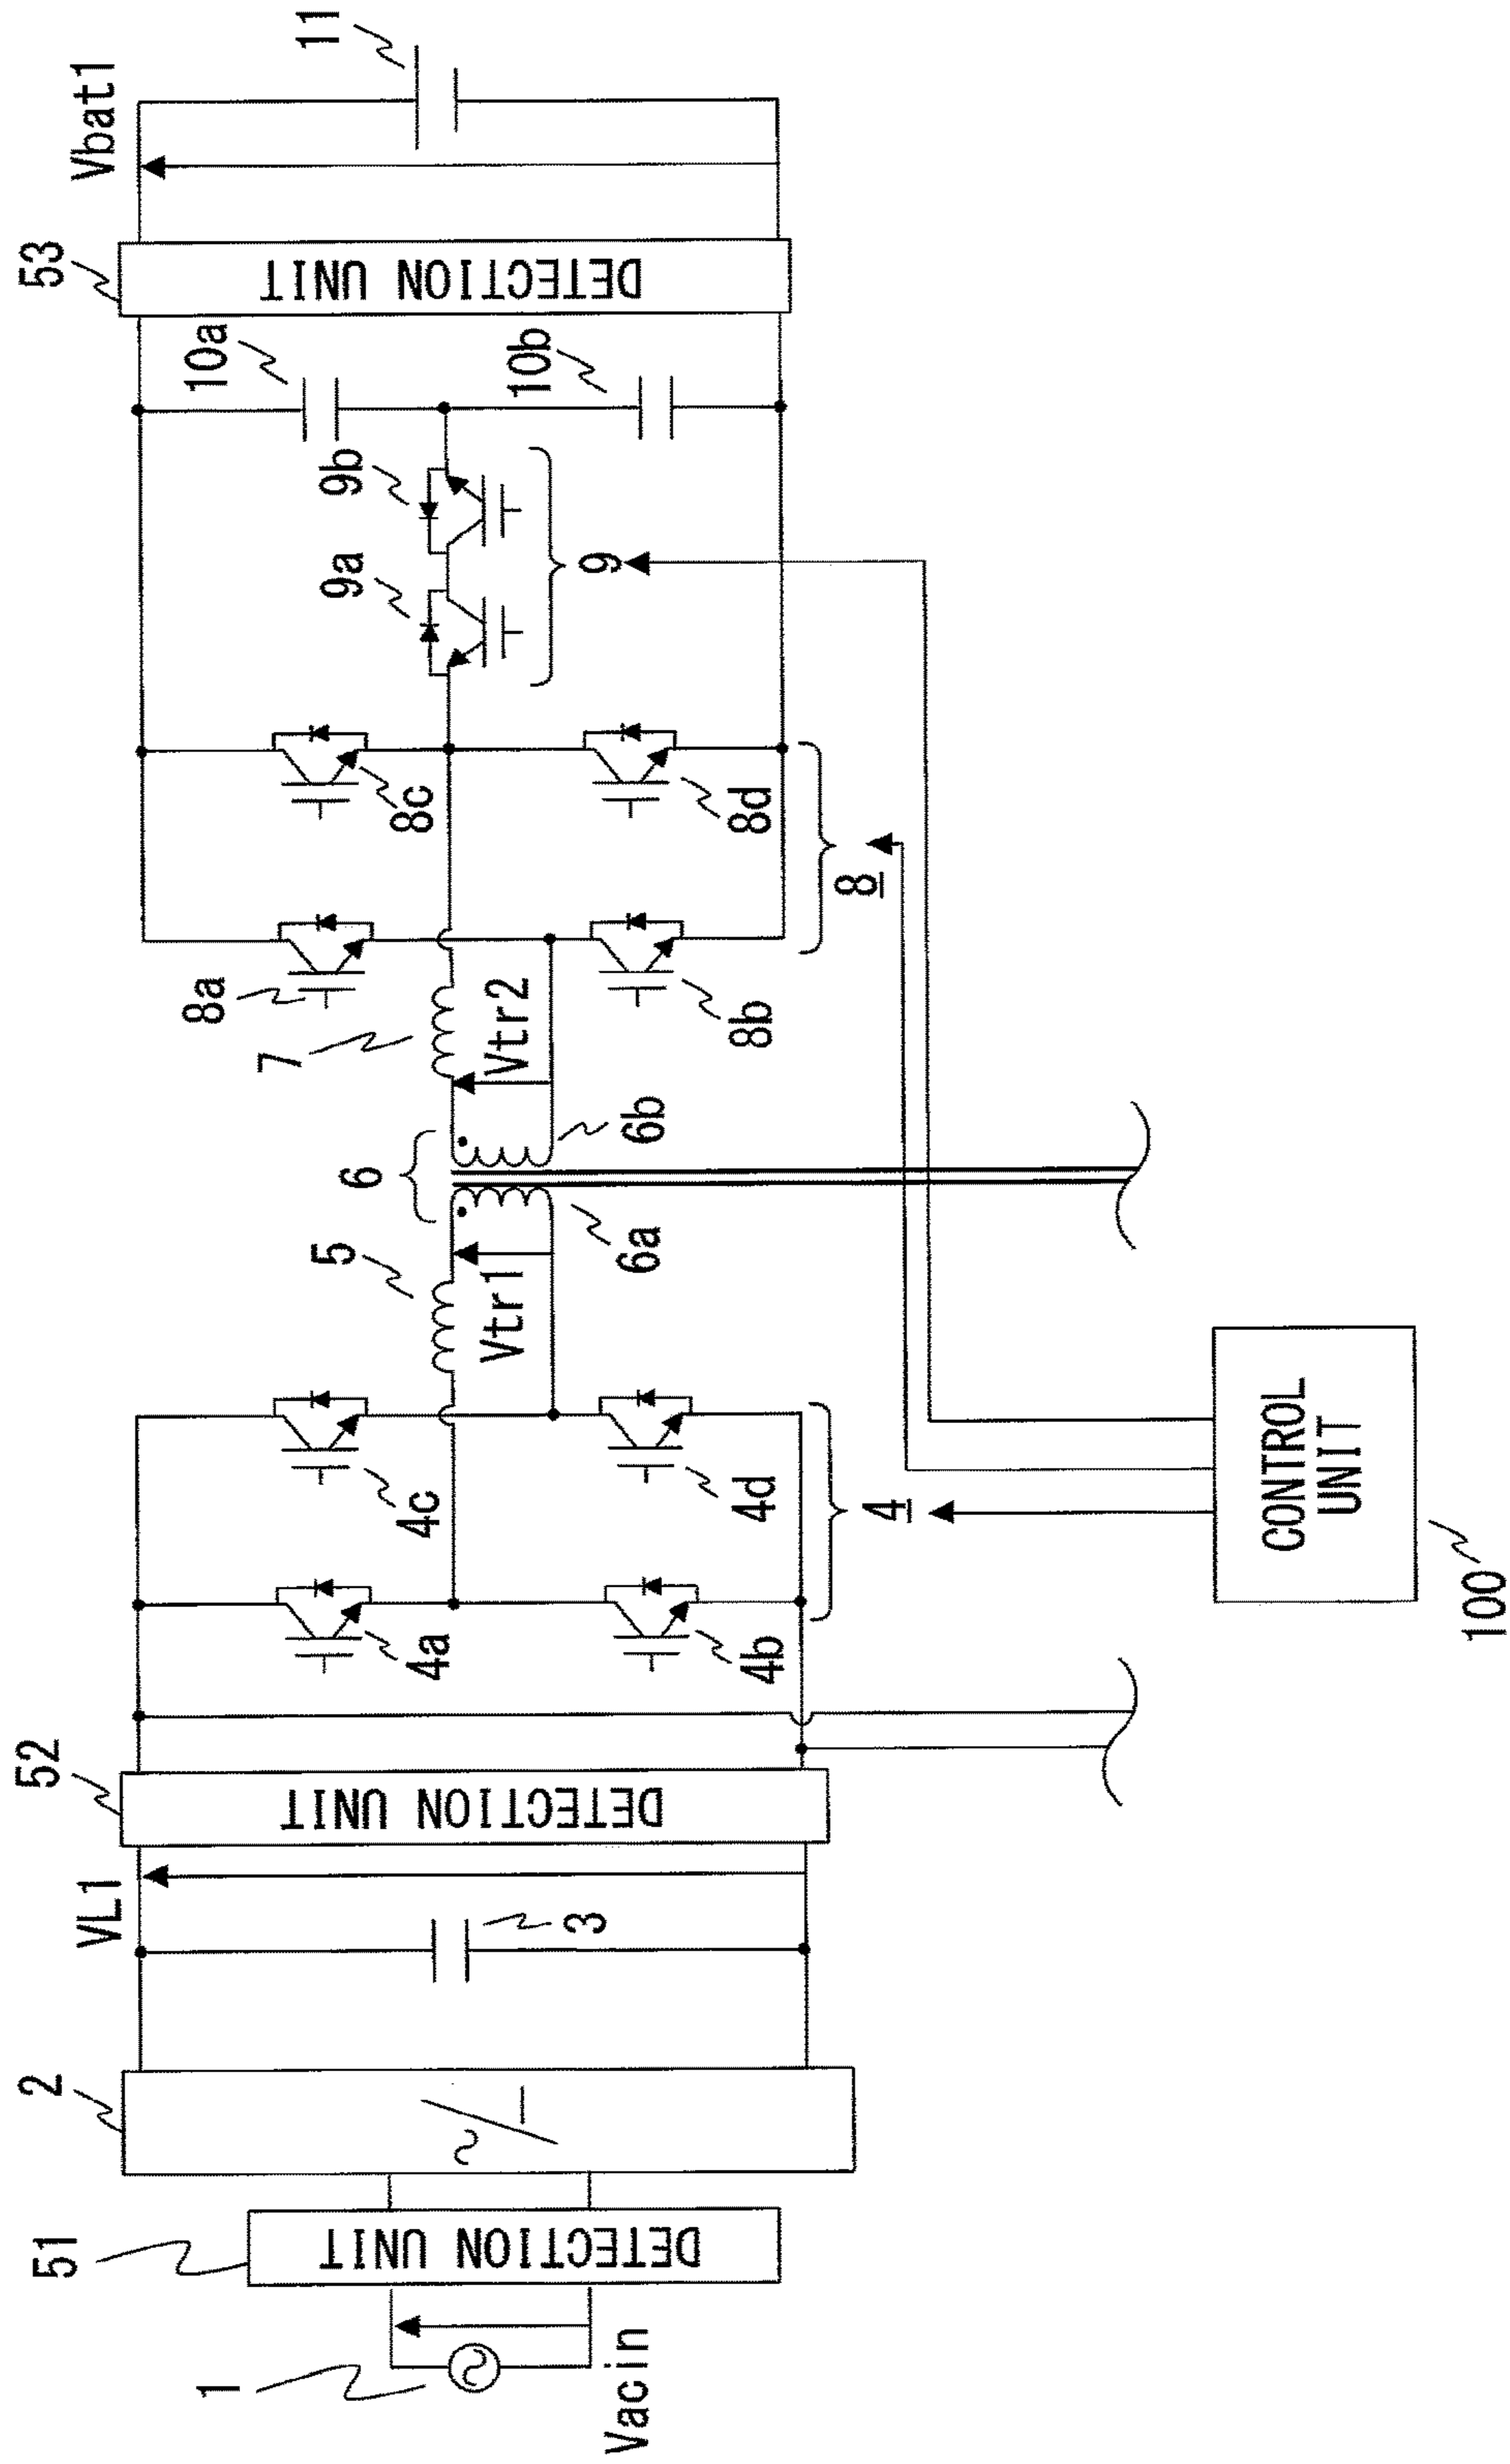 1
Vacin
51
DETECTION UNIT
2
3
VL1
52
DETECTION UNIT
4a
4b
4c
4d
4
5
Vtr1
6
6a
6b
Vtr2
7
8a
8b
8c
8d
8
9a
9b
9
10a
10b
53
DETECTION UNIT
Vbat1
11
CONTROL
UNIT
100